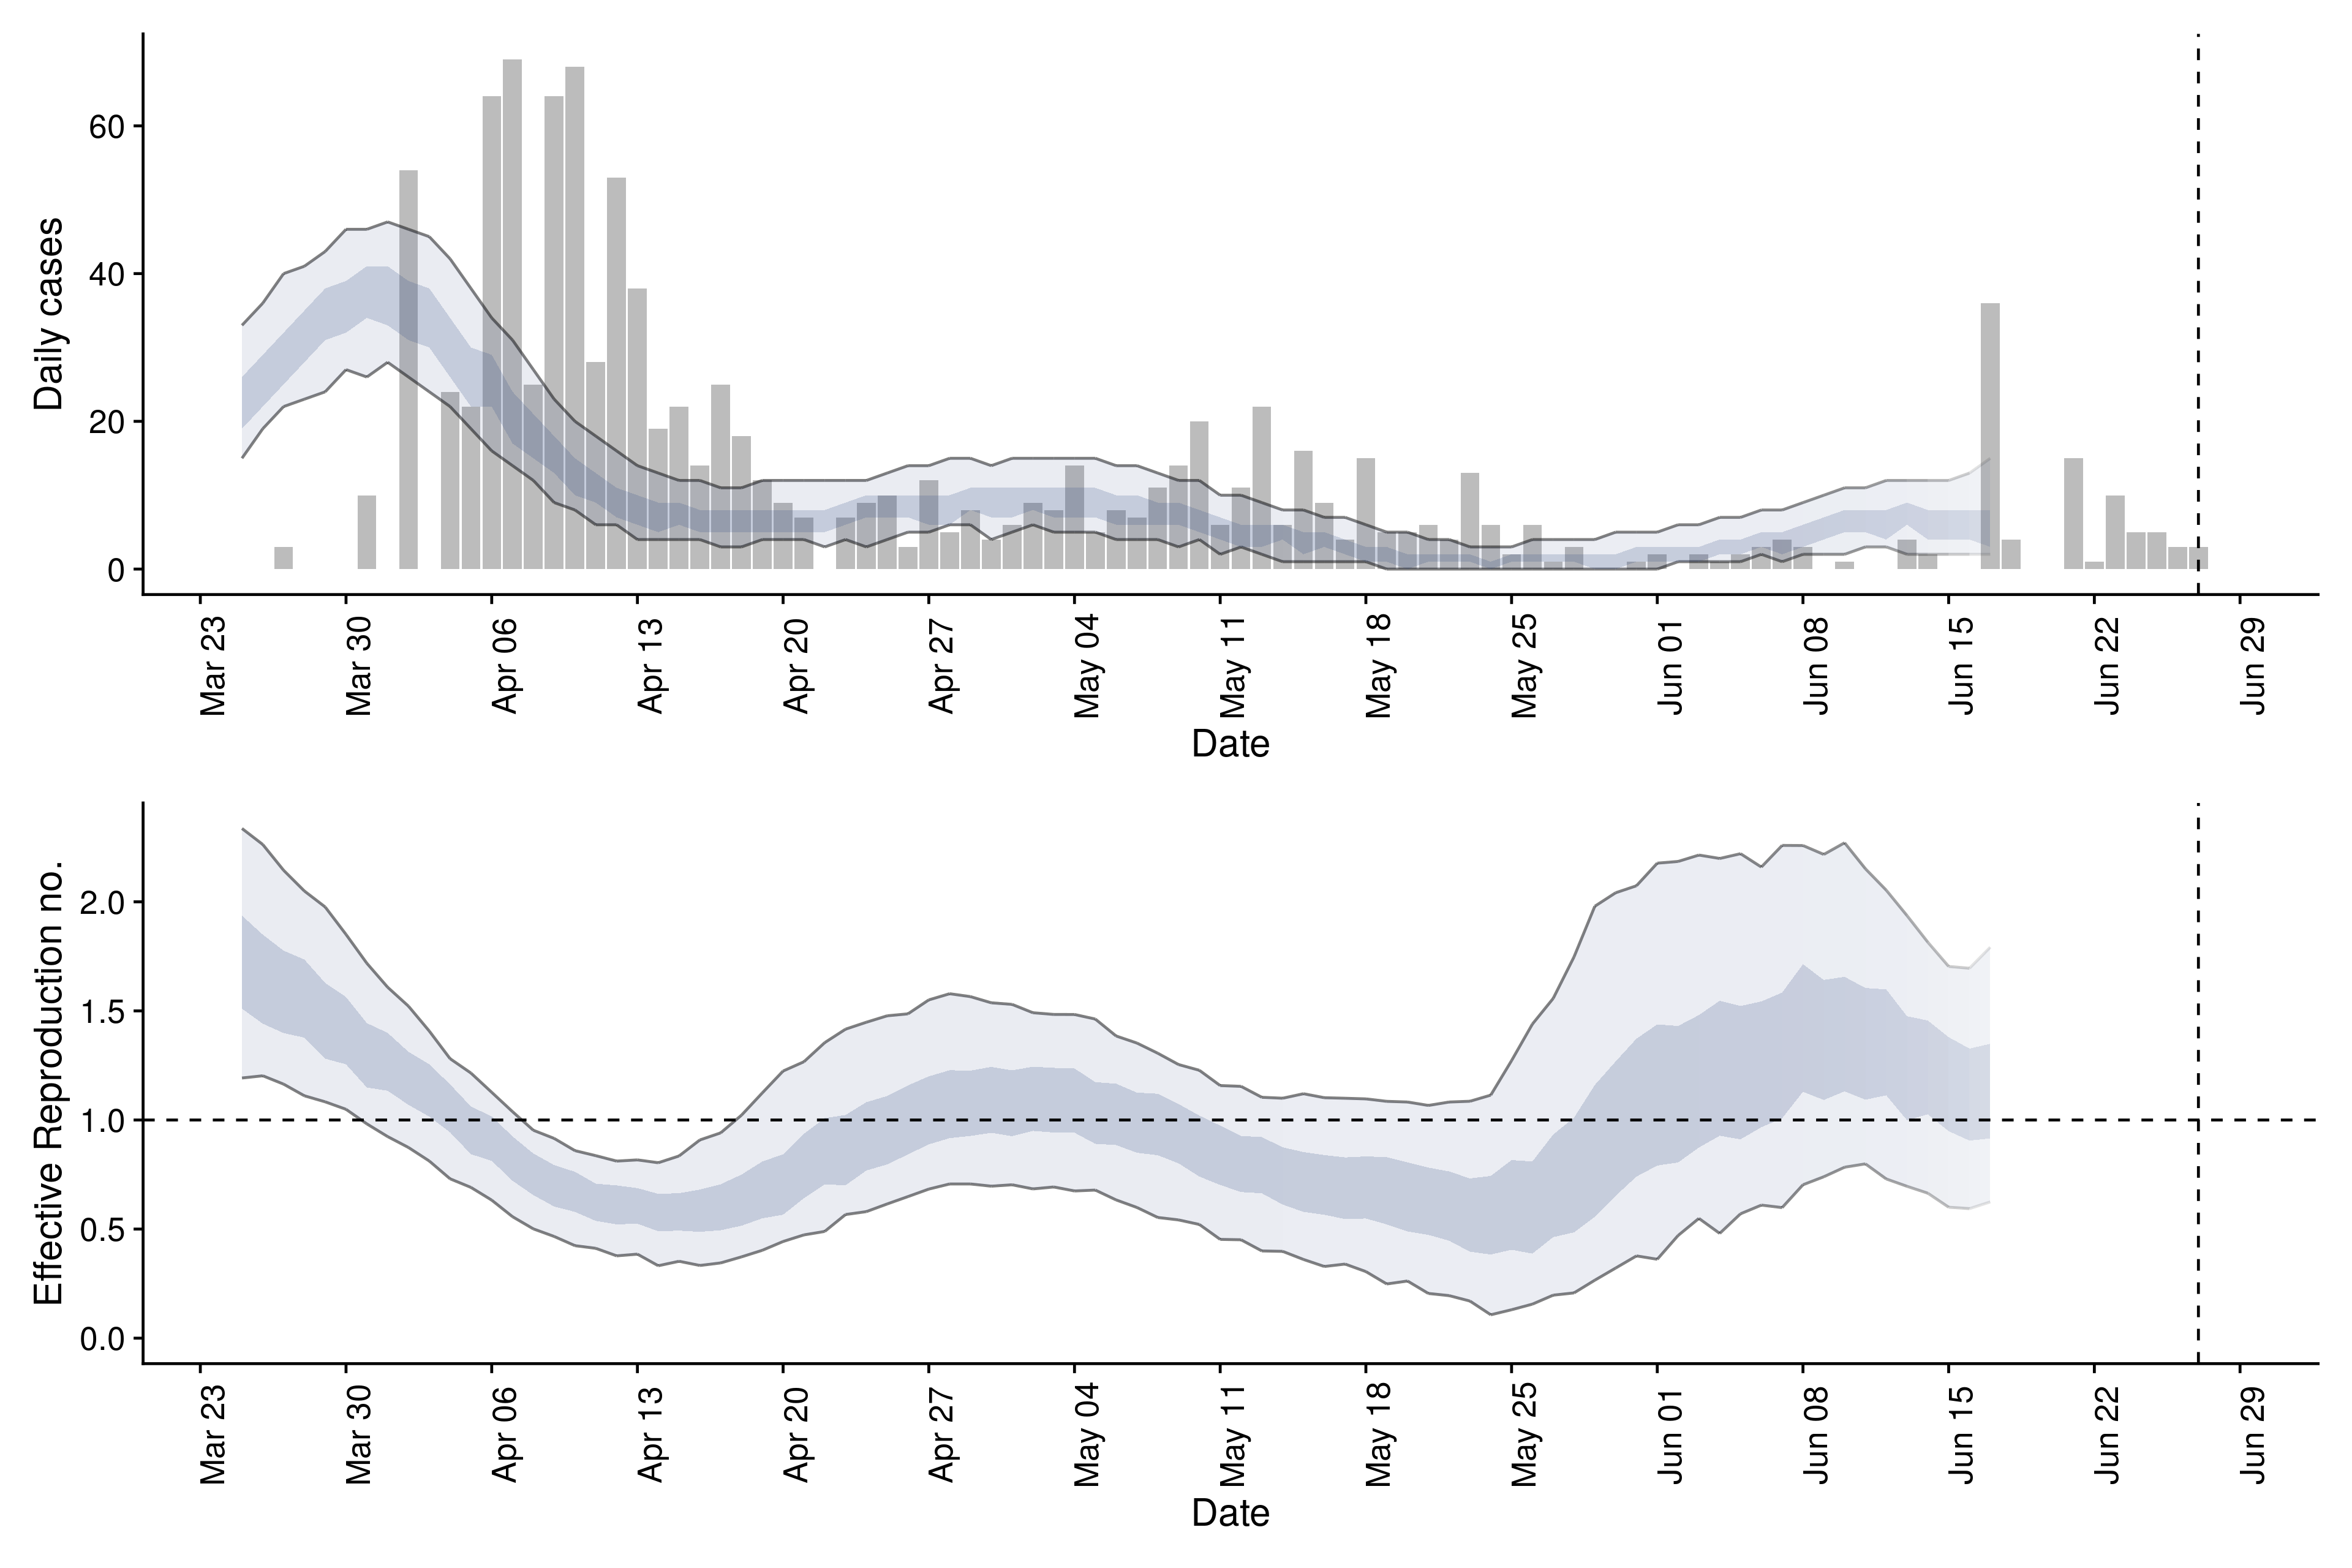 Daily cases
60
40
20
0
Mar 23
Mar 30
Apr 06
Apr 13
Apr 20
Apr 27
May 04
May 11
May 18
May 25
Jun 01
Jun 08
Jun 15
Jun 22
Jun 29
Date
Effective Reproduction no.
2.0
1.5
1.0
0.5
0.0
Mar 23
Mar 30
Apr 06
Apr 13
Apr 20
Apr 27
May 04
May 11
May 18
May 25
Jun 01
Jun 08
Jun 15
Jun 22
Jun 29
Date